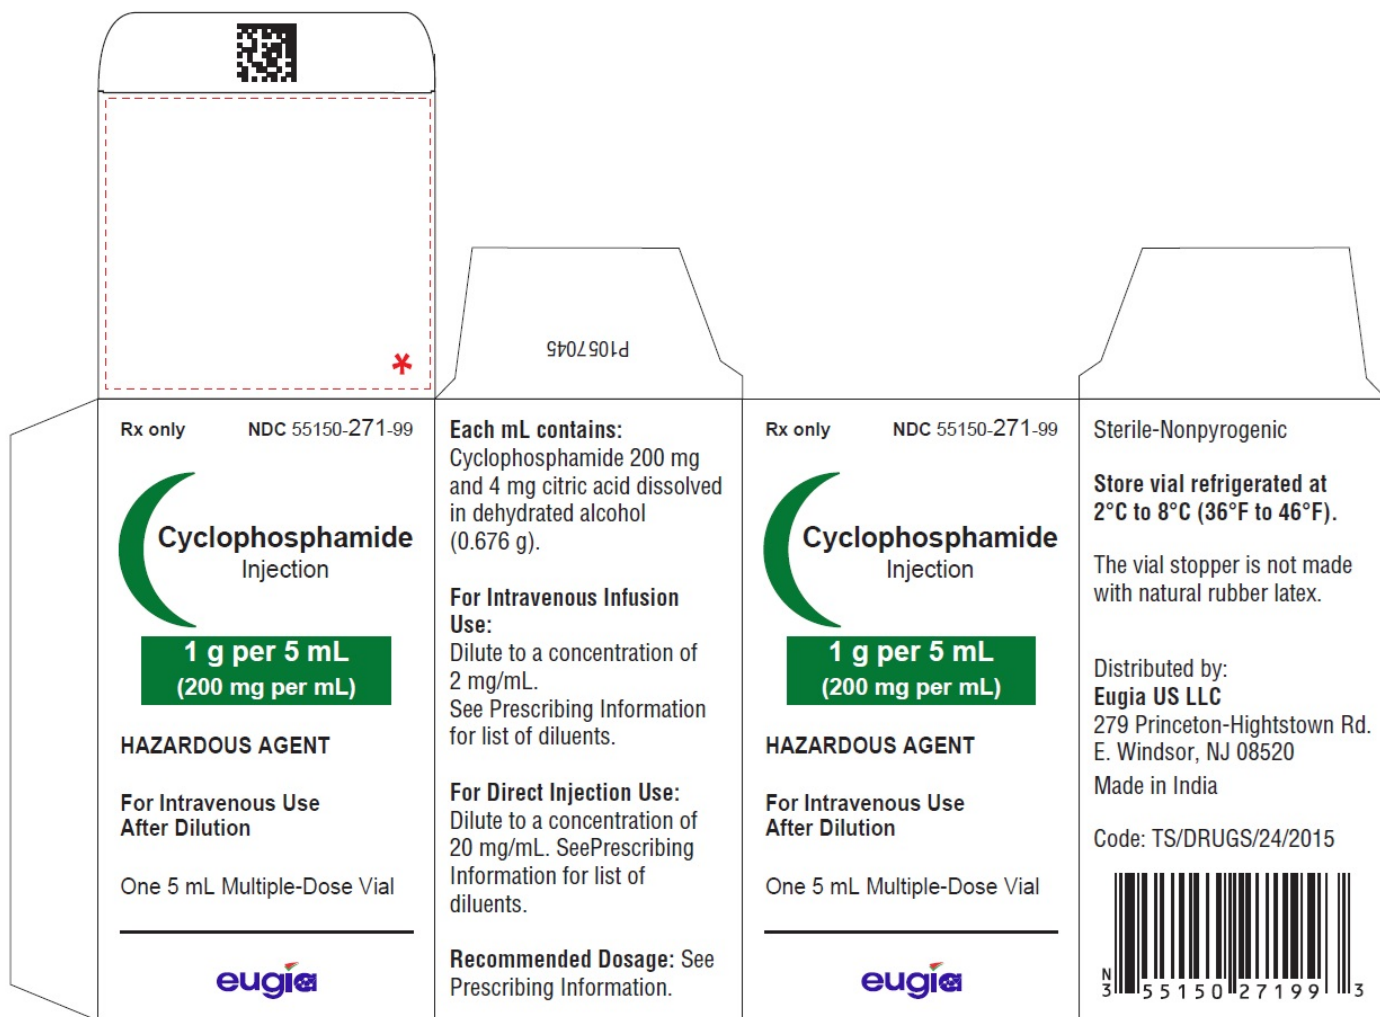 P1057045
Rx only NDC 55150-271-99
Cyclophosphamide
Injection
1 g per 5 mL
(200 mg per mL)
HAZARDOUS AGENT
For Intravenous Use
After Dilution
One 5 mL Multiple-Dose Vial
eugia
Each mL contains:
Cyclophosphamide 200 mg
and 4 mg citric acid dissolved
in dehydrated alcohol
(0.676 g).
For Intravenous Infusion
Use:
Dilute to a concentration of
2 mg/mL.
See Prescribing Information
for list of diluents.
For Direct Injection Use:
Dilute to a concentration of
20 mg/mL. SeePrescribing
Information for list of
diluents.
Recommended Dosage: See
Prescribing Information.
Rx only NDC 55150-271-99
Cyclophosphamide
Injection
1 g per 5 mL
(200 mg per mL)
HAZARDOUS AGENT
For Intravenous Use
After Dilution
One 5 mL Multiple-Dose Vial
eugia
Sterile-Nonpyrogenic
Store vial refrigerated at
2°C to 8°C (36°F to 46°F).
The vial stopper is not made
with natural rubber latex.
Distributed by:
Eugia US LLC
279 Princeton-Hightstown Rd.
E. Windsor, NJ 08520
Made in India
Code: TS/DRUGS/24/2015
N
3 55150 27199 3